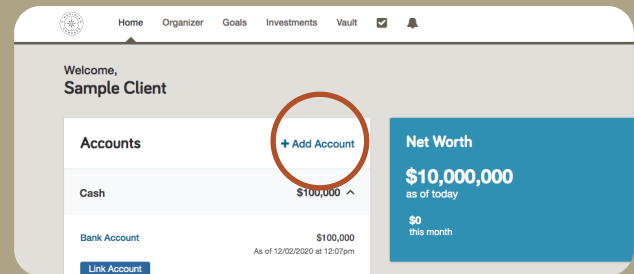 Home Organizer Goals Investments Vault
Welcome,
Sample Client
Accounts + Add Account
Cash $100,000
Bank Account $100,000
As of 12/02/2020 at 12:07pm
Link Account
Net Worth
$10,000,000
as of today
$0
this month